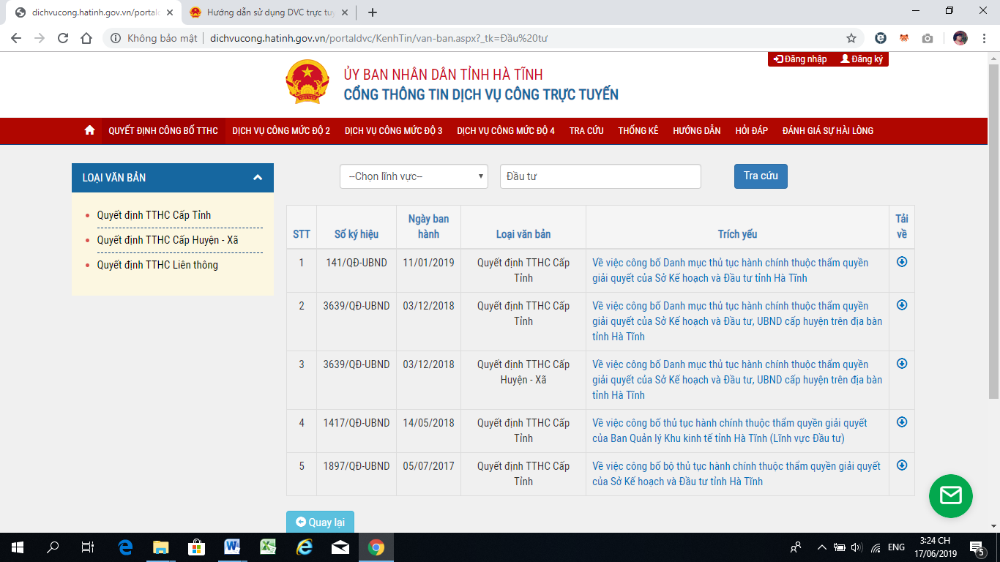 dichvucong.hatinh.gov.vn/portald
Hướng dẫn sử dụng DVC trực tuy
Không bảo mật
dichvucong.hatinh.gov.vn/portaldvc/KenhTin/van-ban.aspx?_tk=Đầu%20tư
Đăng nhập
Đăng ký
ỦY BAN NHÂN DÂN TỈNH HÀ TĨNH
CỔNG THÔNG TIN DỊCH VỤ CÔNG TRỰC TUYẾN
QUYẾT ĐỊNH CÔNG BỐ TTHC DỊCH VỤ CÔNG MỨC ĐỘ 2 DỊCH VỤ CÔNG MỨC ĐỘ 3 DỊCH VỤ CÔNG MỨC ĐỘ 4 TRA CỨU THỐNG KÊ HƯỚNG DẪN HỎI ĐÁP ĐÁNH GIÁ SỰ HÀI LÒNG
LOẠI VĂN BẢN
Quyết định TTHC Cấp Tỉnh
Quyết định TTHC Cấp Huyện - Xã
Quyết định TTHC Liên thông
--Chọn lĩnh vực--
Đầu tư
Tra cứu
STT
Số ký hiệu
Ngày ban
hành
Loại văn bản
Trích yếu
Tải
về
1
141/QĐ-UBND
11/01/2019
Quyết định TTHC Cấp
Tỉnh
Về việc công bố Danh mục thủ tục hành chính thuộc thẩm quyền
giải quyết của Sở Kế hoạch và Đầu tư tỉnh Hà Tĩnh
2
3639/QĐ-UBND
03/12/2018
Quyết định TTHC Cấp
Tỉnh
Về việc công bố Danh mục thủ tục hành chính thuộc thẩm quyền
giải quyết của Sở Kế hoạch và Đầu tư, UBND cấp huyện trên địa bàn
tỉnh Hà Tĩnh
3
3639/QĐ-UBND
03/12/2018
Quyết định TTHC Cấp
Huyện - Xã
Về việc công bố Danh mục thủ tục hành chính thuộc thẩm quyền
giải quyết của Sở Kế hoạch và Đầu tư, UBND cấp huyện trên địa bàn
tỉnh Hà Tĩnh
4
1417/QĐ-UBND
14/05/2018
Quyết định TTHC Cấp
Tỉnh
Về việc công bố thủ tục hành chính thuộc thẩm quyền giải quyết
của Ban Quản lý Khu kinh tế tỉnh Hà Tĩnh (Lĩnh vực Đầu tư)
5
1897/QĐ-UBND
05/07/2017
Quyết định TTHC Cấp
Tỉnh
Về việc công bố bộ thủ tục hành chính thuộc thẩm quyền giải quyết
của Sở Kế hoạch và Đầu tư tỉnh Hà Tĩnh
Quay lại
ENG
3:24 CH
17/06/2019
5